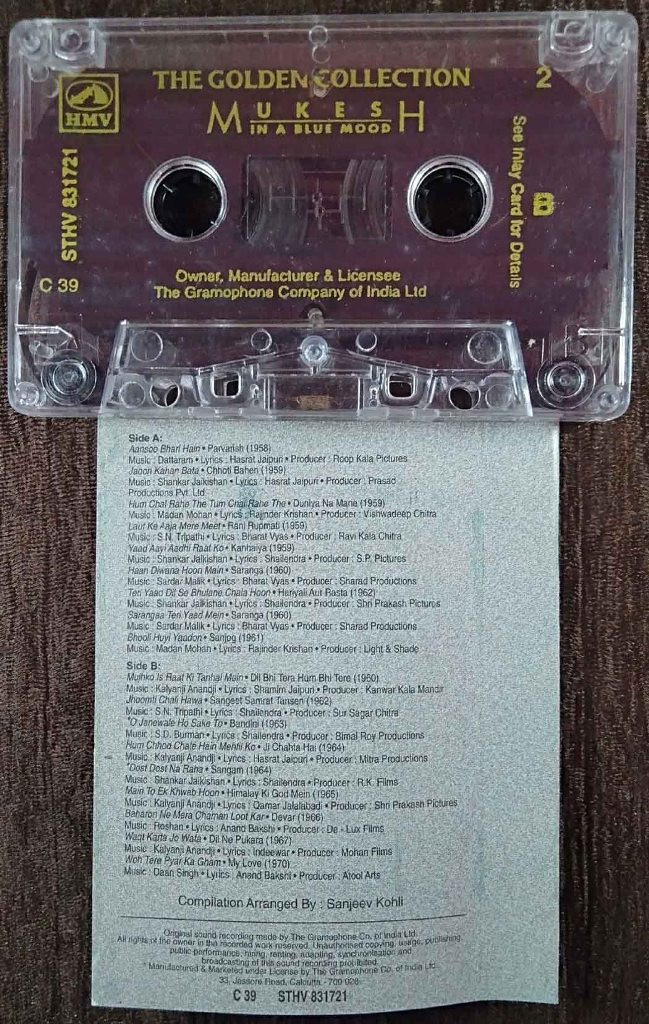 THE GOLDEN COLLECTION
2
HMV
MUKESH
IN A BLUE MOOD
STHV 831721
See Inlay Card for Details
B
C 39
Owner, Manufacturer & Licensee
The Gramophone Company of India Ltd
Side A:
Aansoo Bhari Hain • Parvarish (1958)
Music : Dattaram • Lyrics : Hasrat Jaipuri • Producer : Roop Kala Pictures
Jaoon Kahan Bata • Chhoti Bahen (1959)
Music : Shankar Jaikishan • Lyrics : Hasrat Jaipuri • Producer : Prasad
Productions Pvt. Ltd
Hum Chal Rahe The Tum Chal Rahe The • Duniya Na Mane (1959)
Music : Madan Mohan • Lyrics : Rajinder Krishan • Producer : Vishwadeep Chitra
Laut Ke Aaja Mere Meet • Rani Rupmati (1959)
Music : S.N. Tripathi • Lyrics : Bharat Vyas • Producer : Ravi Kala Chitra
Yaad Aayi Aadhi Raat Ko • Kanhaiya (1959)
Music : Shankar Jaikishan • Lyrics : Shailendra • Producer : S.P. Pictures
Haan Diwana Hoon Main • Saranga (1960)
Music : Sardar Malik • Lyrics : Bharat Vyas • Producer : Sharad Productions
Teri Yaad Dil Se Bhulane Chala Hoon • Hariyali Aur Rasta (1962)
Music : Shankar Jaikishan • Lyrics : Shailendra • Producer : Shri Prakash Pictures
Sarangaa Teri Yaad Mein • Saranga (1960)
Music : Sardar Malik • Lyrics : Bharat Vyas • Producer : Sharad Productions
Bhooli Huyi Yaadon • Sanjog (1961)
Music : Madan Mohan • Lyrics : Rajinder Krishan • Producer : Light & Shade
Side B:
Mujhko Is Raat Ki Tanhai Mein • Dil Bhi Tera Hum Bhi Tere (1960)
Music : Kalyanji Anandji • Lyrics : Shamim Jaipuri • Producer : Kanwar Kala Mandir
Jhoomti Chali Hawa • Sangeet Samrat Tansen (1962)
Music : S.N. Tripathi • Lyrics : Shailendra • Producer : Sur Sagar Chitra
*O Janewale Ho Sake To • Bandini (1963)
Music : S.D. Burman • Lyrics : Shailendra • Producer : Bimal Roy Productions
Hum Chhod Chale Hain Mehfil Ko • Ji Chahta Hai (1964)
Music : Kalyanji Anandji • Lyrics : Hasrat Jaipuri • Producer : Mitra Productions
*Dost Dost Na Raha • Sangam (1964)
Music : Shankar Jaikishan • Lyrics : Shailendra • Producer : R.K. Films
Main To Ek Khwab Hoon • Himalay Ki God Mein (1965)
Music : Kalyanji Anandji • Lyrics : Qamar Jalalabadi • Producer : Shri Prakash Pictures
Baharon Ne Mera Chaman Loot Kar • Devar (1966)
Music : Roshan • Lyrics : Anand Bakshi • Producer : De - Lux Films
Waqt Karta Jo Wafa • Dil Ne Pukara (1967)
Music : Kalyanji Anandji • Lyrics : Indeewar • Producer : Mohan Films
Woh Tere Pyar Ka Gham • My Love (1970)
Music : Daan Singh • Lyrics : Anand Bakshi • Producer : Atool Arts
Compilation Arranged By : Sanjeev Kohli
Original sound recording made by The Gramophone Co. of India Ltd.
All rights of the owner in the recorded work reserved. Unauthorised copying, usage, publishing,
public performance, hiring, renting, adapting, synchronisation and
broadcasting of this sound recording prohibited.
* Manufactured & Marketed under License by The Gramophone Co. of India Ltd.
33, Jessore Road, Calcutta - 700 028.
C 39 STHV 831721